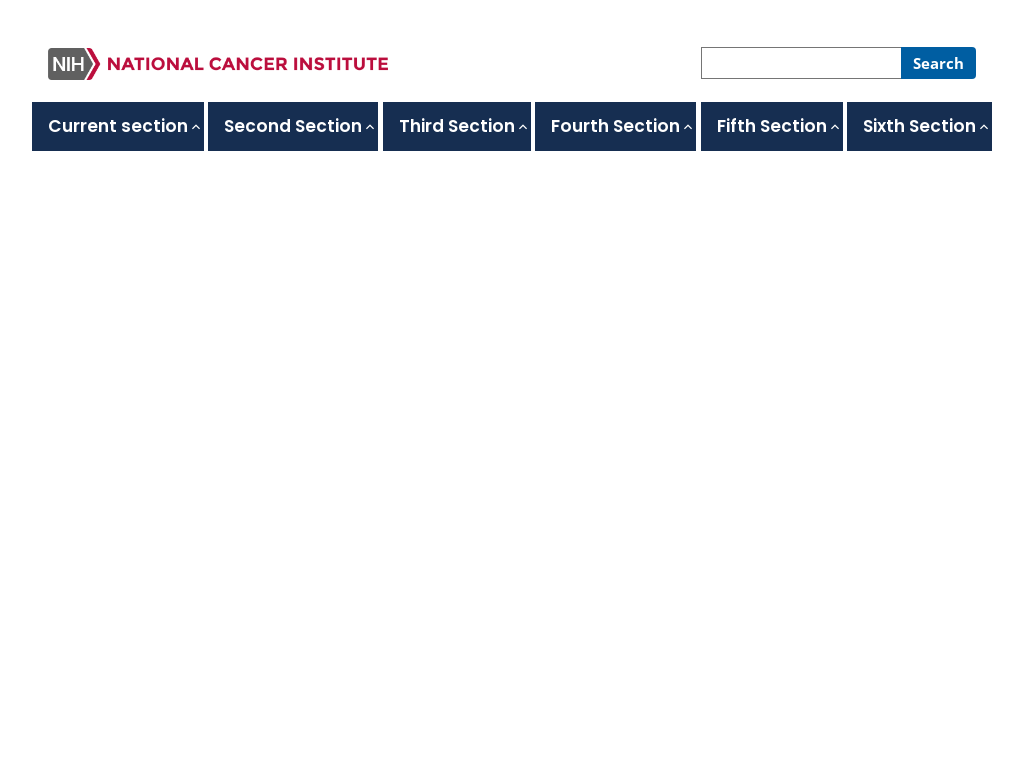 NIH NATIONAL CANCER INSTITUTE
Search
Current section Second Section Third Section Fourth Section Fifth Section Sixth Section